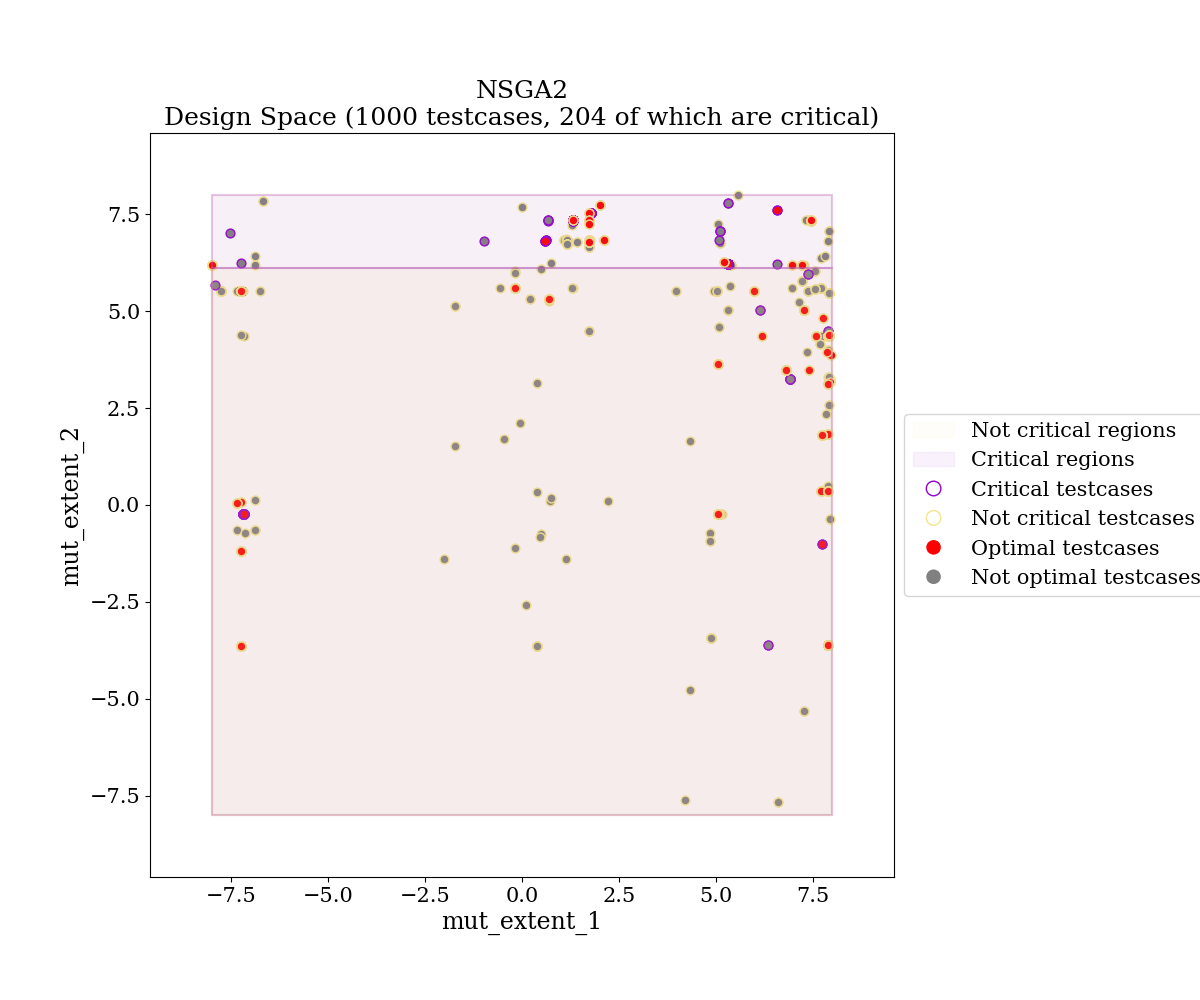 NSGA2
Design Space (1000 testcases, 204 of which are critical)
7.5
5.0
2.5
0.0
−2.5
−5.0
−7.5
mut_extent_2
−7.5 −5.0 −2.5 0.0 2.5 5.0 7.5
mut_extent_1
Not critical regions
Critical regions
Critical testcases
Not critical testcases
Optimal testcases
Not optimal testcases